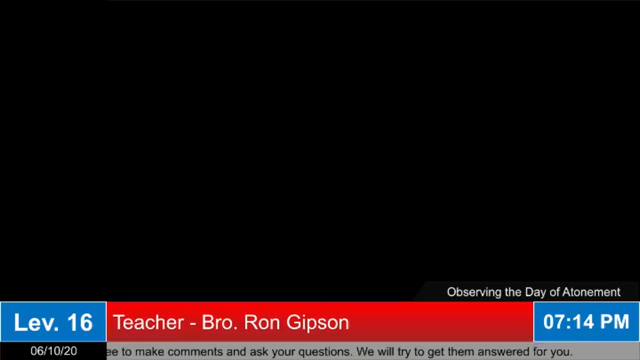 Observing the Day of Atonement
Lev. 16
Teacher - Bro. Ron Gipson
07:14 PM
06/10/20
ee to make comments and ask your questions. We will try to get them answered for you.